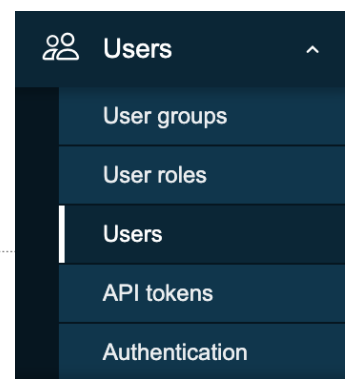 Users
User groups
User roles
Users
API tokens
Authentication